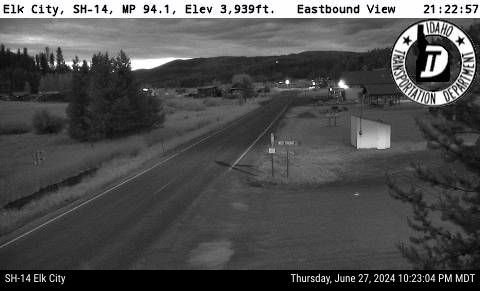 Elk City, SH-14, MP 94.1, Elev 3,939ft. Eastbound View 21:22:57
IDAHO
TRANSPORTATION DEPARTMENT
SH-14 Elk City
Thursday, June 27, 2024 10:23:04 PM MDT